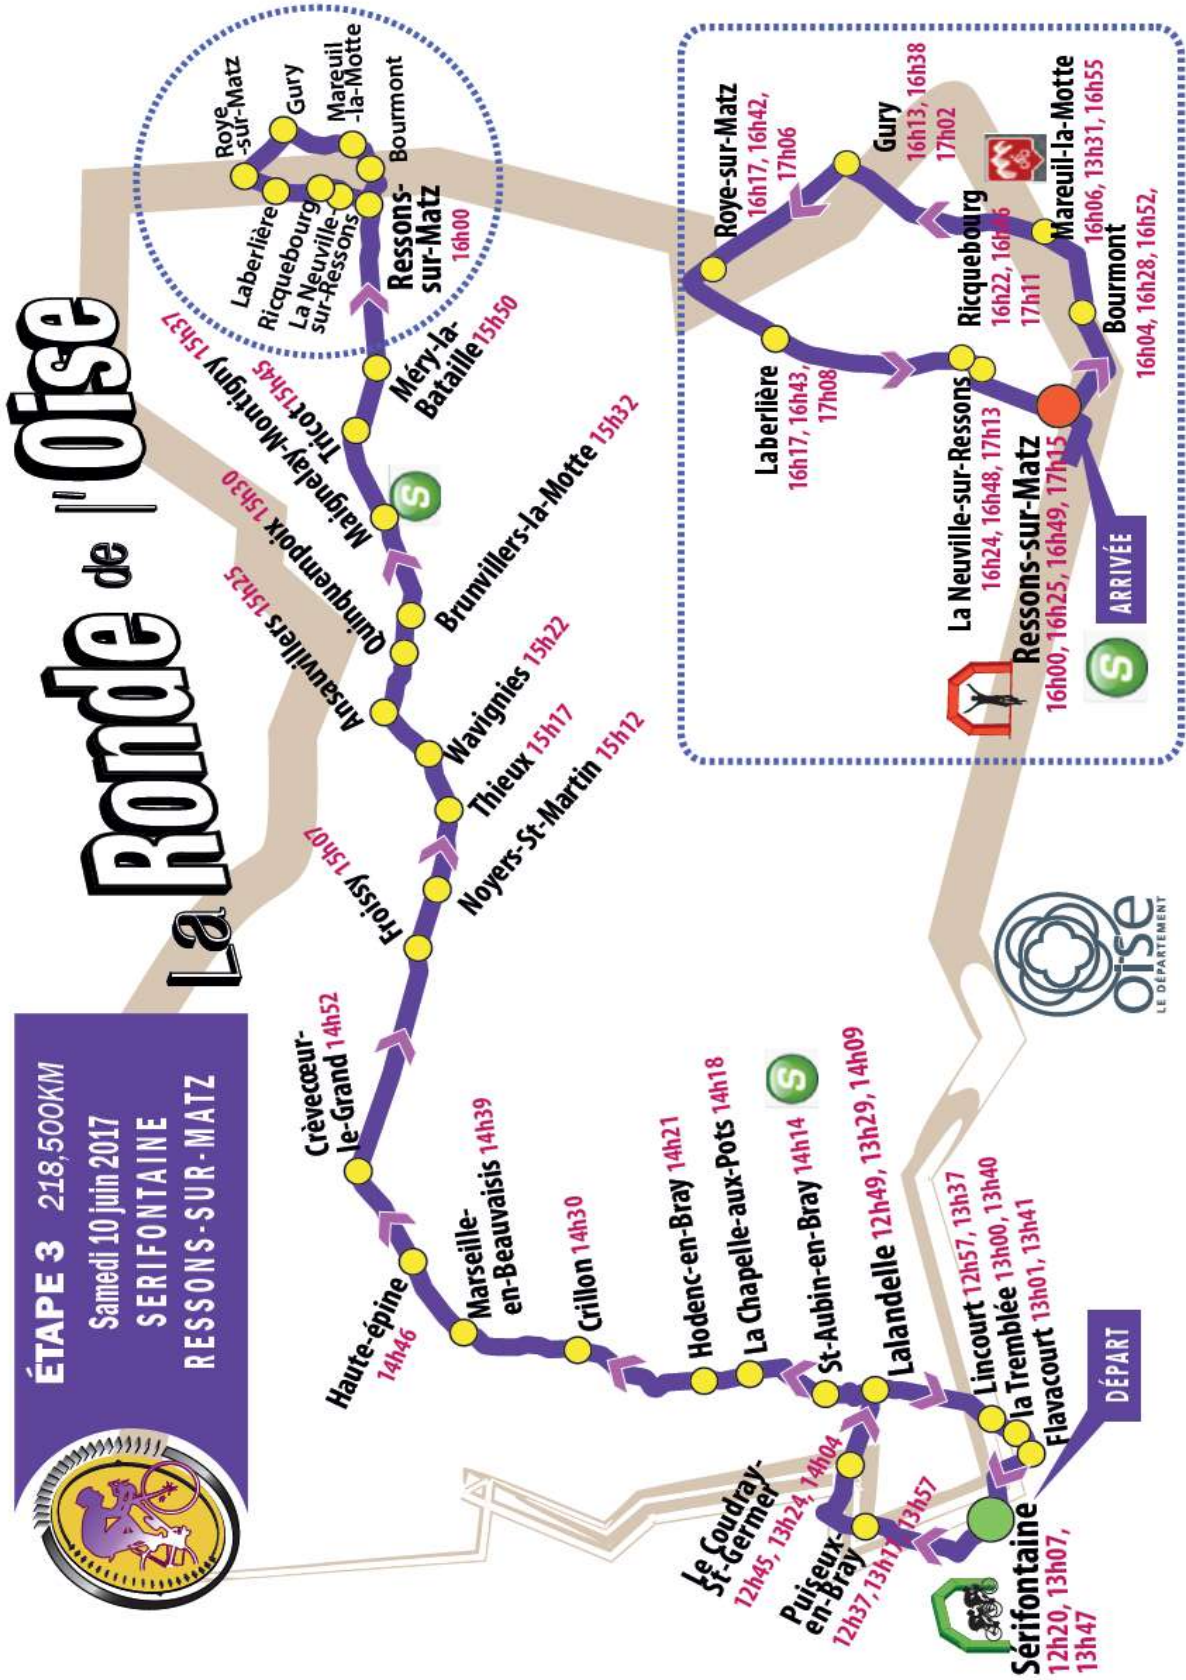 La Ronde de l'Oise
ÉTAPE 3 218,500KM
Samedi 10 juin 2017
SERIFONTAINE
RESSONS-SUR-MATZ
DÉPART
Sérifontaine
12h20, 13h07,
13h47
Puiseux-
en-Bray
12h37, 13h17, 13h57
Le Coudray-
St-Germer
12h45, 13h24, 14h04
Lalandelle 12h49, 13h29, 14h09
Lincourt 12h57, 13h37
la Tremblée 13h00, 13h40
Flavacourt 13h01, 13h41
St-Aubin-en-Bray 14h14
S
La Chapelle-aux-Pots 14h18
Hodenc-en-Bray 14h21
Crillon 14h30
Marseille-
en-Beauvaisis 14h39
Haute-épine
14h46
Crèvecœur-
le-Grand 14h52
Froissy 15h07
Noyers-St-Martin 15h12
Thieux 15h17
Wavignies 15h22
Ansauvillers 15h25
Quinquempoix 15h30
Brunvillers-la-Motte 15h32
Maignelay-Montigny 15h37
S
Tricot 15h45
Méry-la-
Bataille 15h50
Ressons-
sur-Matz
16h00
Bourmont
Mareuil
-la-Motte
Gury
Roye
-sur-Matz
Laberlière
Ricquebourg
La Neuville-
sur-Ressons
Roye-sur-Matz
16h17, 16h42,
17h06
Gury
16h13, 16h38
17h02
Mareuil-la-Motte
16h06, 13h31, 16h55
Bourmont
16h04, 16h28, 16h52,
Ricquebourg
16h22, 16h46
17h11
Laberlière
16h17, 16h43,
17h08
La Neuville-sur-Ressons
16h24, 16h48, 17h13
Ressons-sur-Matz
16h00, 16h25, 16h49, 17h15
S
ARRIVÉE
oise
LE DÉPARTEMENT